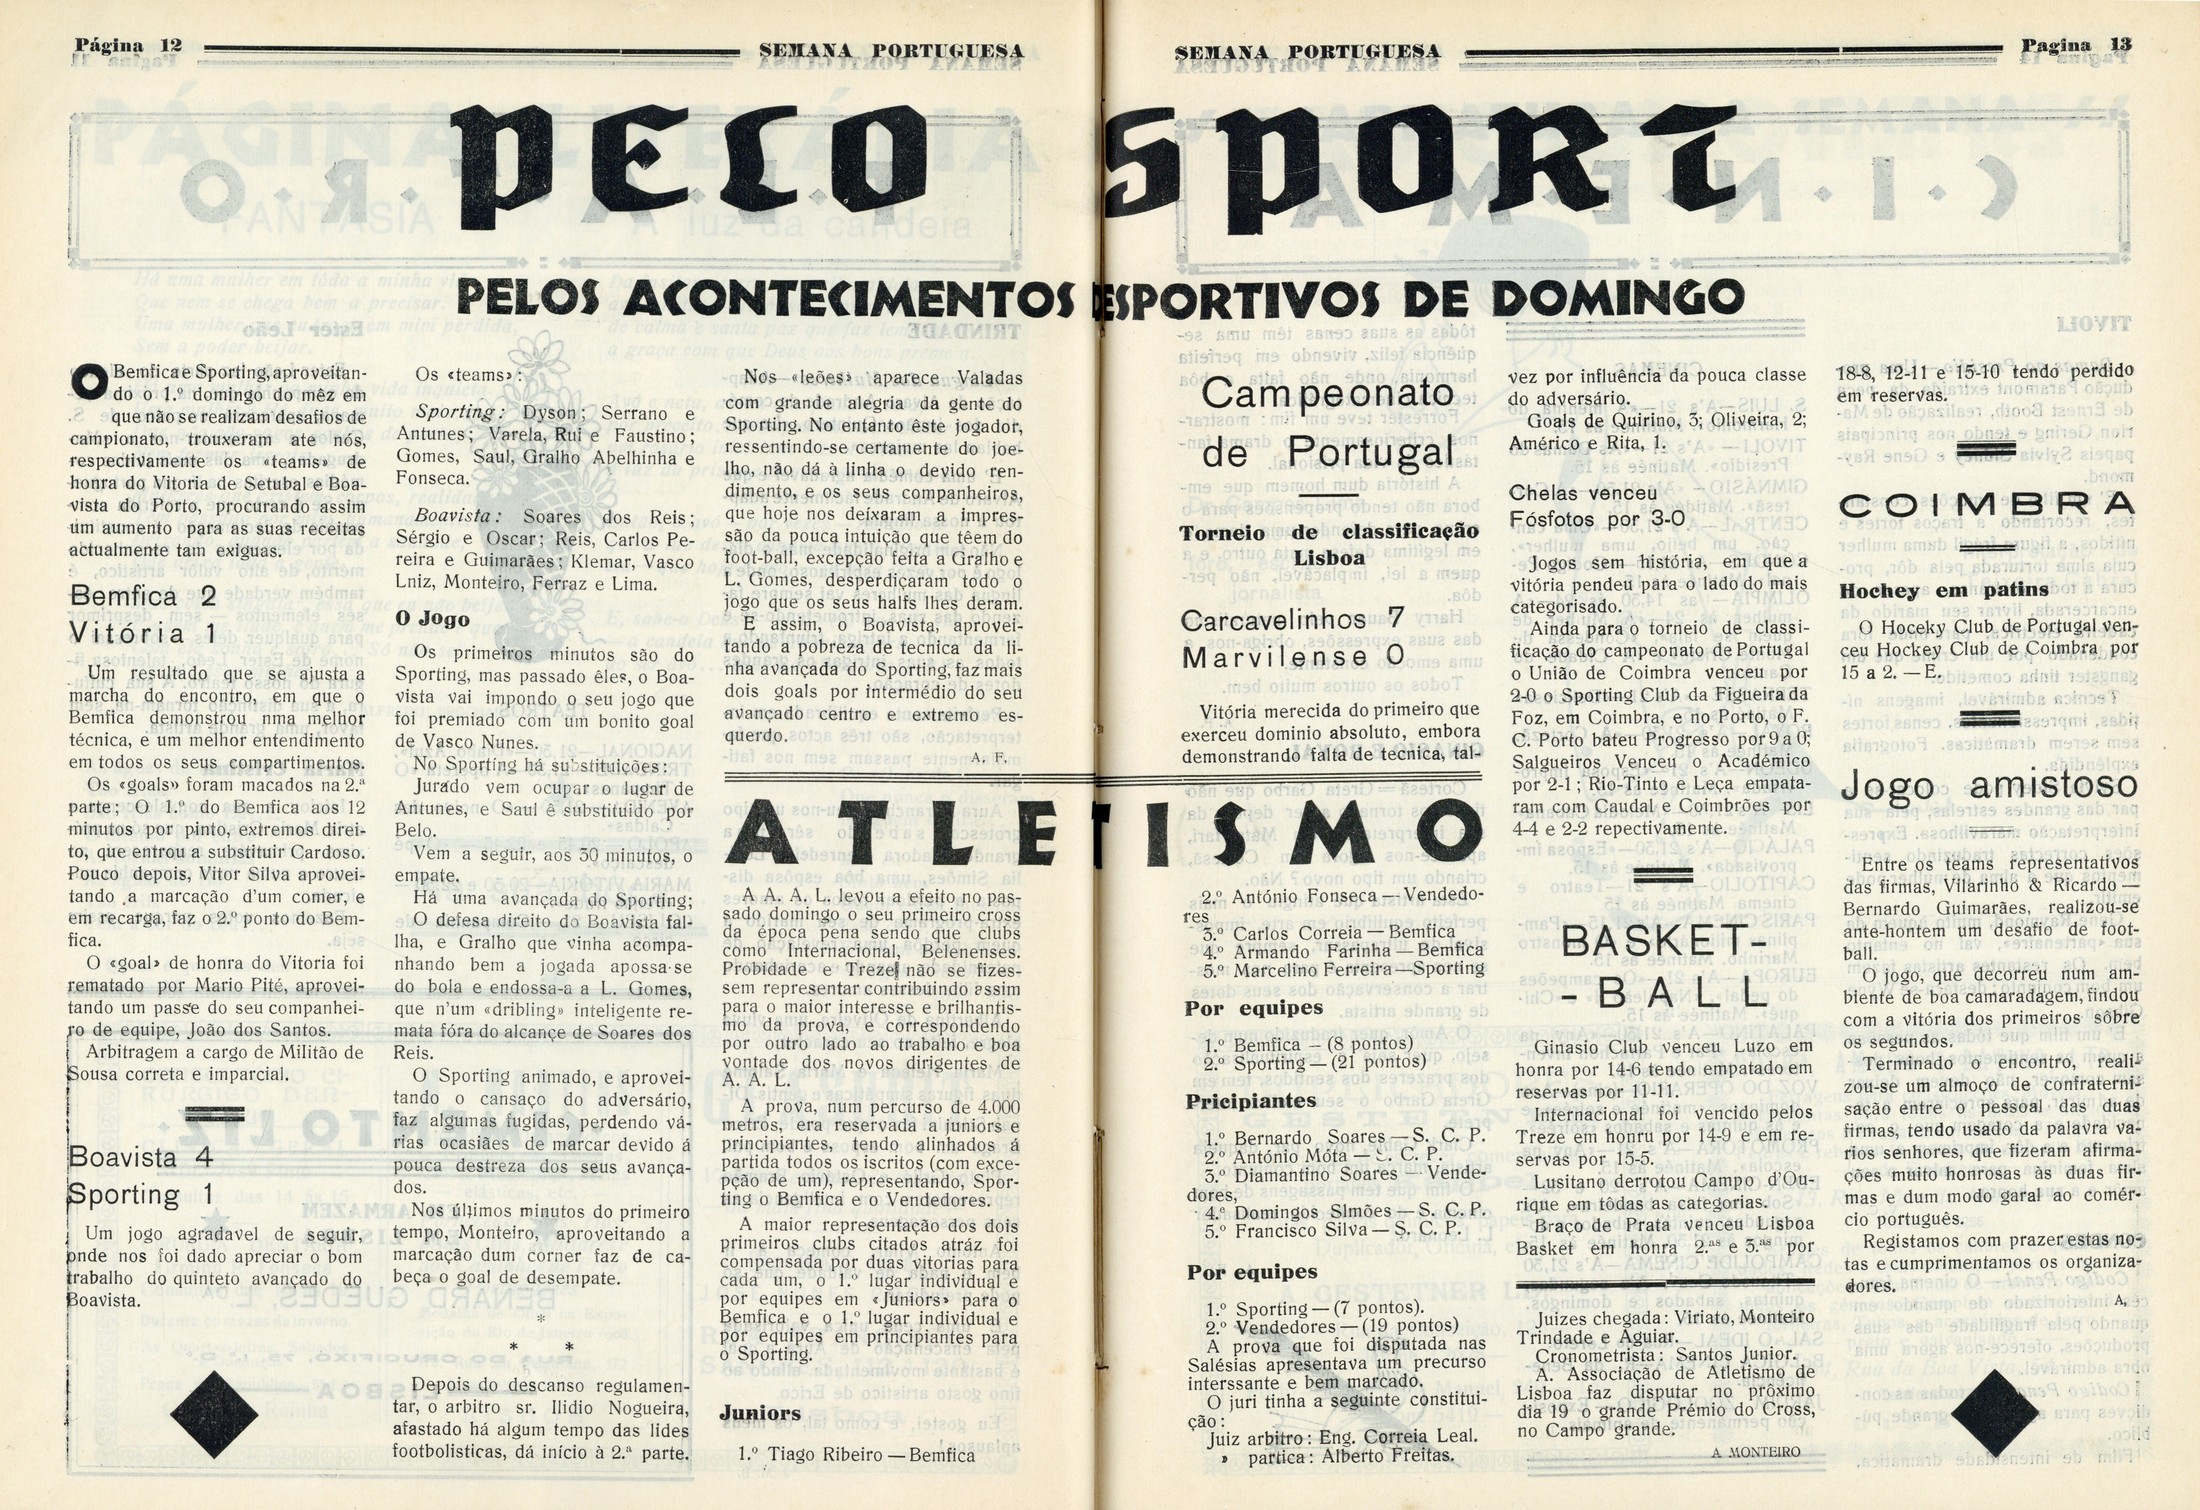 Página 12
SEMANA PORTUGUESA
SEMANA PORTUGUESA
Pagina 13
PELO SPORT
PELOS ACONTECIMENTOS DESPORTIVOS DE DOMINGO
O Bemfica e Sporting, aproveitan-
do o 1.º domingo do mêz em
que não se realizam desafios de
campionato, trouxeram ate nós,
respectivamente os «teams» de
honra do Vitoria de Setubal e Boa-
vista do Porto, procurando assim
um aumento para as suas receitas
actualmente tam exiguas.
Bemfica 2
Vitória 1
Um resultado que se ajusta a
marcha do encontro, em que o
Bemfica demonstrou nma melhor
técnica, e um melhor entendimento
em todos os seus compartimentos.
Os «goals» foram macados na 2.ª
parte; O 1.º do Bemfica aos 12
minutos por pinto, extremos direi-
to, que entrou a substituir Cardoso.
Pouco depois, Vitor Silva aprovei-
tando a marcação d'um comer, e
em recarga, faz o 2.º ponto do Bem-
fica.
O «goal» de honra do Vitoria foi
rematado por Mario Pité, aprovei-
tando um passe do seu companhei-
ro de equipe, João dos Santos.
Arbitragem a cargo de Militão de
Sousa correta e imparcial.
Boavista 4
Sporting 1
Um jogo agradavel de seguir,
onde nos foi dado apreciar o bom
trabalho do quinteto avançado do
Boavista.
Os «teams»:
Sporting: Dyson; Serrano e
Antunes; Varela, Rui e Faustino;
Gomes, Saul, Gralho Abelhinha e
Fonseca.
Boavista: Soares dos Reis;
Sérgio e Oscar; Reis, Carlos Pe-
reira e Guimarães; Klemar, Vasco
Lniz, Monteiro, Ferraz e Lima.
O Jogo
Os primeiros minutos são do
Sporting, mas passado êles, o Boa-
vista vai impondo o seu jogo que
foi premiado com um bonito goal
de Vasco Nunes.
No Sporting há substituições:
Jurado vem ocupar o lugar de
Antunes, e Saul ê substituido por
Belo.
Vem a seguir, aos 30 minutos, o
empate.
Há uma avançada do Sporting;
O defesa direito do Boavista fal-
lha, e Gralho que vinha acompa-
nhando bem a jogada apossa-se
do bola e endossa-a a L. Gomes,
que n'um «dribling» inteligente re-
mata fóra do alcançe de Soares dos
Reis.
O Sporting animado, e aprovei-
tando o cansaço do adversário,
faz algumas fugidas, perdendo vá-
rias ocasiães de marcar devido á
pouca destreza dos seus avança-
dos.
Nos últimos minutos do primeiro
tempo, Monteiro, aproveitando a
marcação dum corner faz de ca-
beça o goal de desempate.
*
* *
Depois do descanso regulamen-
tar, o arbitro sr. Ilidio Nogueira,
afastado há algum tempo das lides
footbolisticas, dá início à 2.ª parte.
Nos «leões» aparece Valadas
com grande alegria da gente do
Sporting. No entanto êste jogador,
ressentindo-se certamente do joe-
lho, não dá à linha o devido ren-
dimento, e os seus companheiros,
que hoje nos deixaram a impres-
são da pouca intuição que têem do
foot-ball, excepção feita a Gralho e
L. Gomes, desperdiçaram todo o
jogo que os seus halfs lhes deram.
E assim, o Boavista, aprovei-
tando a pobreza de tecnica da li-
nha avançada do Sporting, faz mais
dois goals por intermédio do seu
avançado centro e extremo es-
querdo.
A. F.
ATLETISMO
A A. A. L. levou a efeito no pas-
sado domingo o seu primeiro cross
da época pena sendo que clubs
como Internacional, Belenenses.
Probidade e Treze não se fizes-
sem representar contribuindo assim
para o maior interesse e brilhantis-
mo da prova, e correspondendo
por outro lado ao trabalho e boa
vontade dos novos dirigentes de
A. A. L.
A prova, num percurso de 4.000
metros, era reservada a juniors e
principiantes, tendo alinhados á
partida todos os iscritos (com exce-
pção de um), representando, Spor-
ting o Bemfica e o Vendedores.
A maior representação dos dois
primeiros clubs citados atráz foi
compensada por duas vitorias para
cada um, o 1.º lugar individual e
por equipes em «Juniors» para o
Bemfica e o 1.º lugar individual e
por equipes em principiantes para
o Sporting.
Juniors
1.º Tiago Ribeiro — Bemfica
Campeonato
de Portugal
Torneio de classificação
Lisboa
Carcavelinhos 7
Marvilense 0
Vitória merecida do primeiro que
exerceu dominio absoluto, embora
demonstrando falta de tecnica, tal-
2.º António Fonseca — Vendedo-
res
3.º Carlos Correia — Bemfica
4.º Armando Farinha — Bemfica
5.º Marcelino Ferreira — Sporting
Por equipes
1.º Bemfica — (8 pontos)
2.º Sporting — (21 pontos)
Pricipiantes
1.º Bernardo Soares — S. C. P.
2.º António Móta — S. C. P.
3.º Diamantino Soares — Vende-
dores,
4.º Domingos Slmões — S. C. P.
5.º Francisco Silva — S. C. P.
Por equipes
1.º Sporting — (7 pontos).
2.º Vendedores — (19 pontos)
A prova que foi disputada nas
Salésias apresentava um precurso
interssante e bem marcado.
O juri tinha a seguinte constitui-
ção:
Juiz arbitro: Eng. Correia Leal.
» partica: Alberto Freitas.
vez por influência da pouca classe
do adversário.
Goals de Quirino, 3; Oliveira, 2;
Américo e Rita, 1.
Chelas venceu
Fósfotos por 3-0
Jogos sem história, em que a
vitória pendeu para o lado do mais
categorisado.
Ainda para o torneio de classi-
ficação do campeonato de Portugal
o União de Coimbra venceu por
2-0 o Sporting Club da Figueira da
Foz, em Coimbra, e no Porto, o F.
C. Porto bateu Progresso por 9 a 0;
Salgueiros Venceu o Académico
por 2-1; Rio-Tinto e Leça empata-
ram com Caudal e Coimbrões por
4-4 e 2-2 repectivamente.
BASKET-
-BALL
Ginasio Club venceu Luzo em
honra por 14-6 tendo empatado em
reservas por 11-11.
Internacional foi vencido pelos
Treze em honru por 14-9 e em re-
servas por 15-5.
Lusitano derrotou Campo d'Ou-
rique em tôdas as categorias.
Braço de Prata venceu Lisboa
Basket em honra 2.as e 3.as por
Juizes chegada: Viriato, Monteiro
Trindade e Aguiar.
Cronometrista: Santos Junior.
A. Associação de Atletismo de
Lisboa faz disputar no próximo
dia 19 o grande Prémio do Cross,
no Campo grande.
A MONTEIRO
18-8, 12-11 e 15-10 tendo perdido
em reservas.
COIMBRA
Hochey em patins
O Hoceky Club de Portugal ven-
ceu Hockey Club de Coimbra por
15 a 2. — E.
Jogo amistoso
Entre os teams representativos
das firmas, Vilarinho & Ricardo —
Bernardo Guimarães, realizou-se
ante-hontem um desafio de foot-
ball.
O jogo, que decorreu num am-
biente de boa camaradagem, findou
com a vitória dos primeiros sôbre
os segundos.
Terminado o encontro, reali-
zou-se um almoço de confraterni-
sação entre o pessoal das duas
firmas, tendo usado da palavra va-
rios senhores, que fizeram afirma-
ções muito honrosas às duas fir-
mas e dum modo garal ao comér-
cio português.
Registamos com prazer estas no-
tas e cumprimentamos os organiza-
dores.
A,